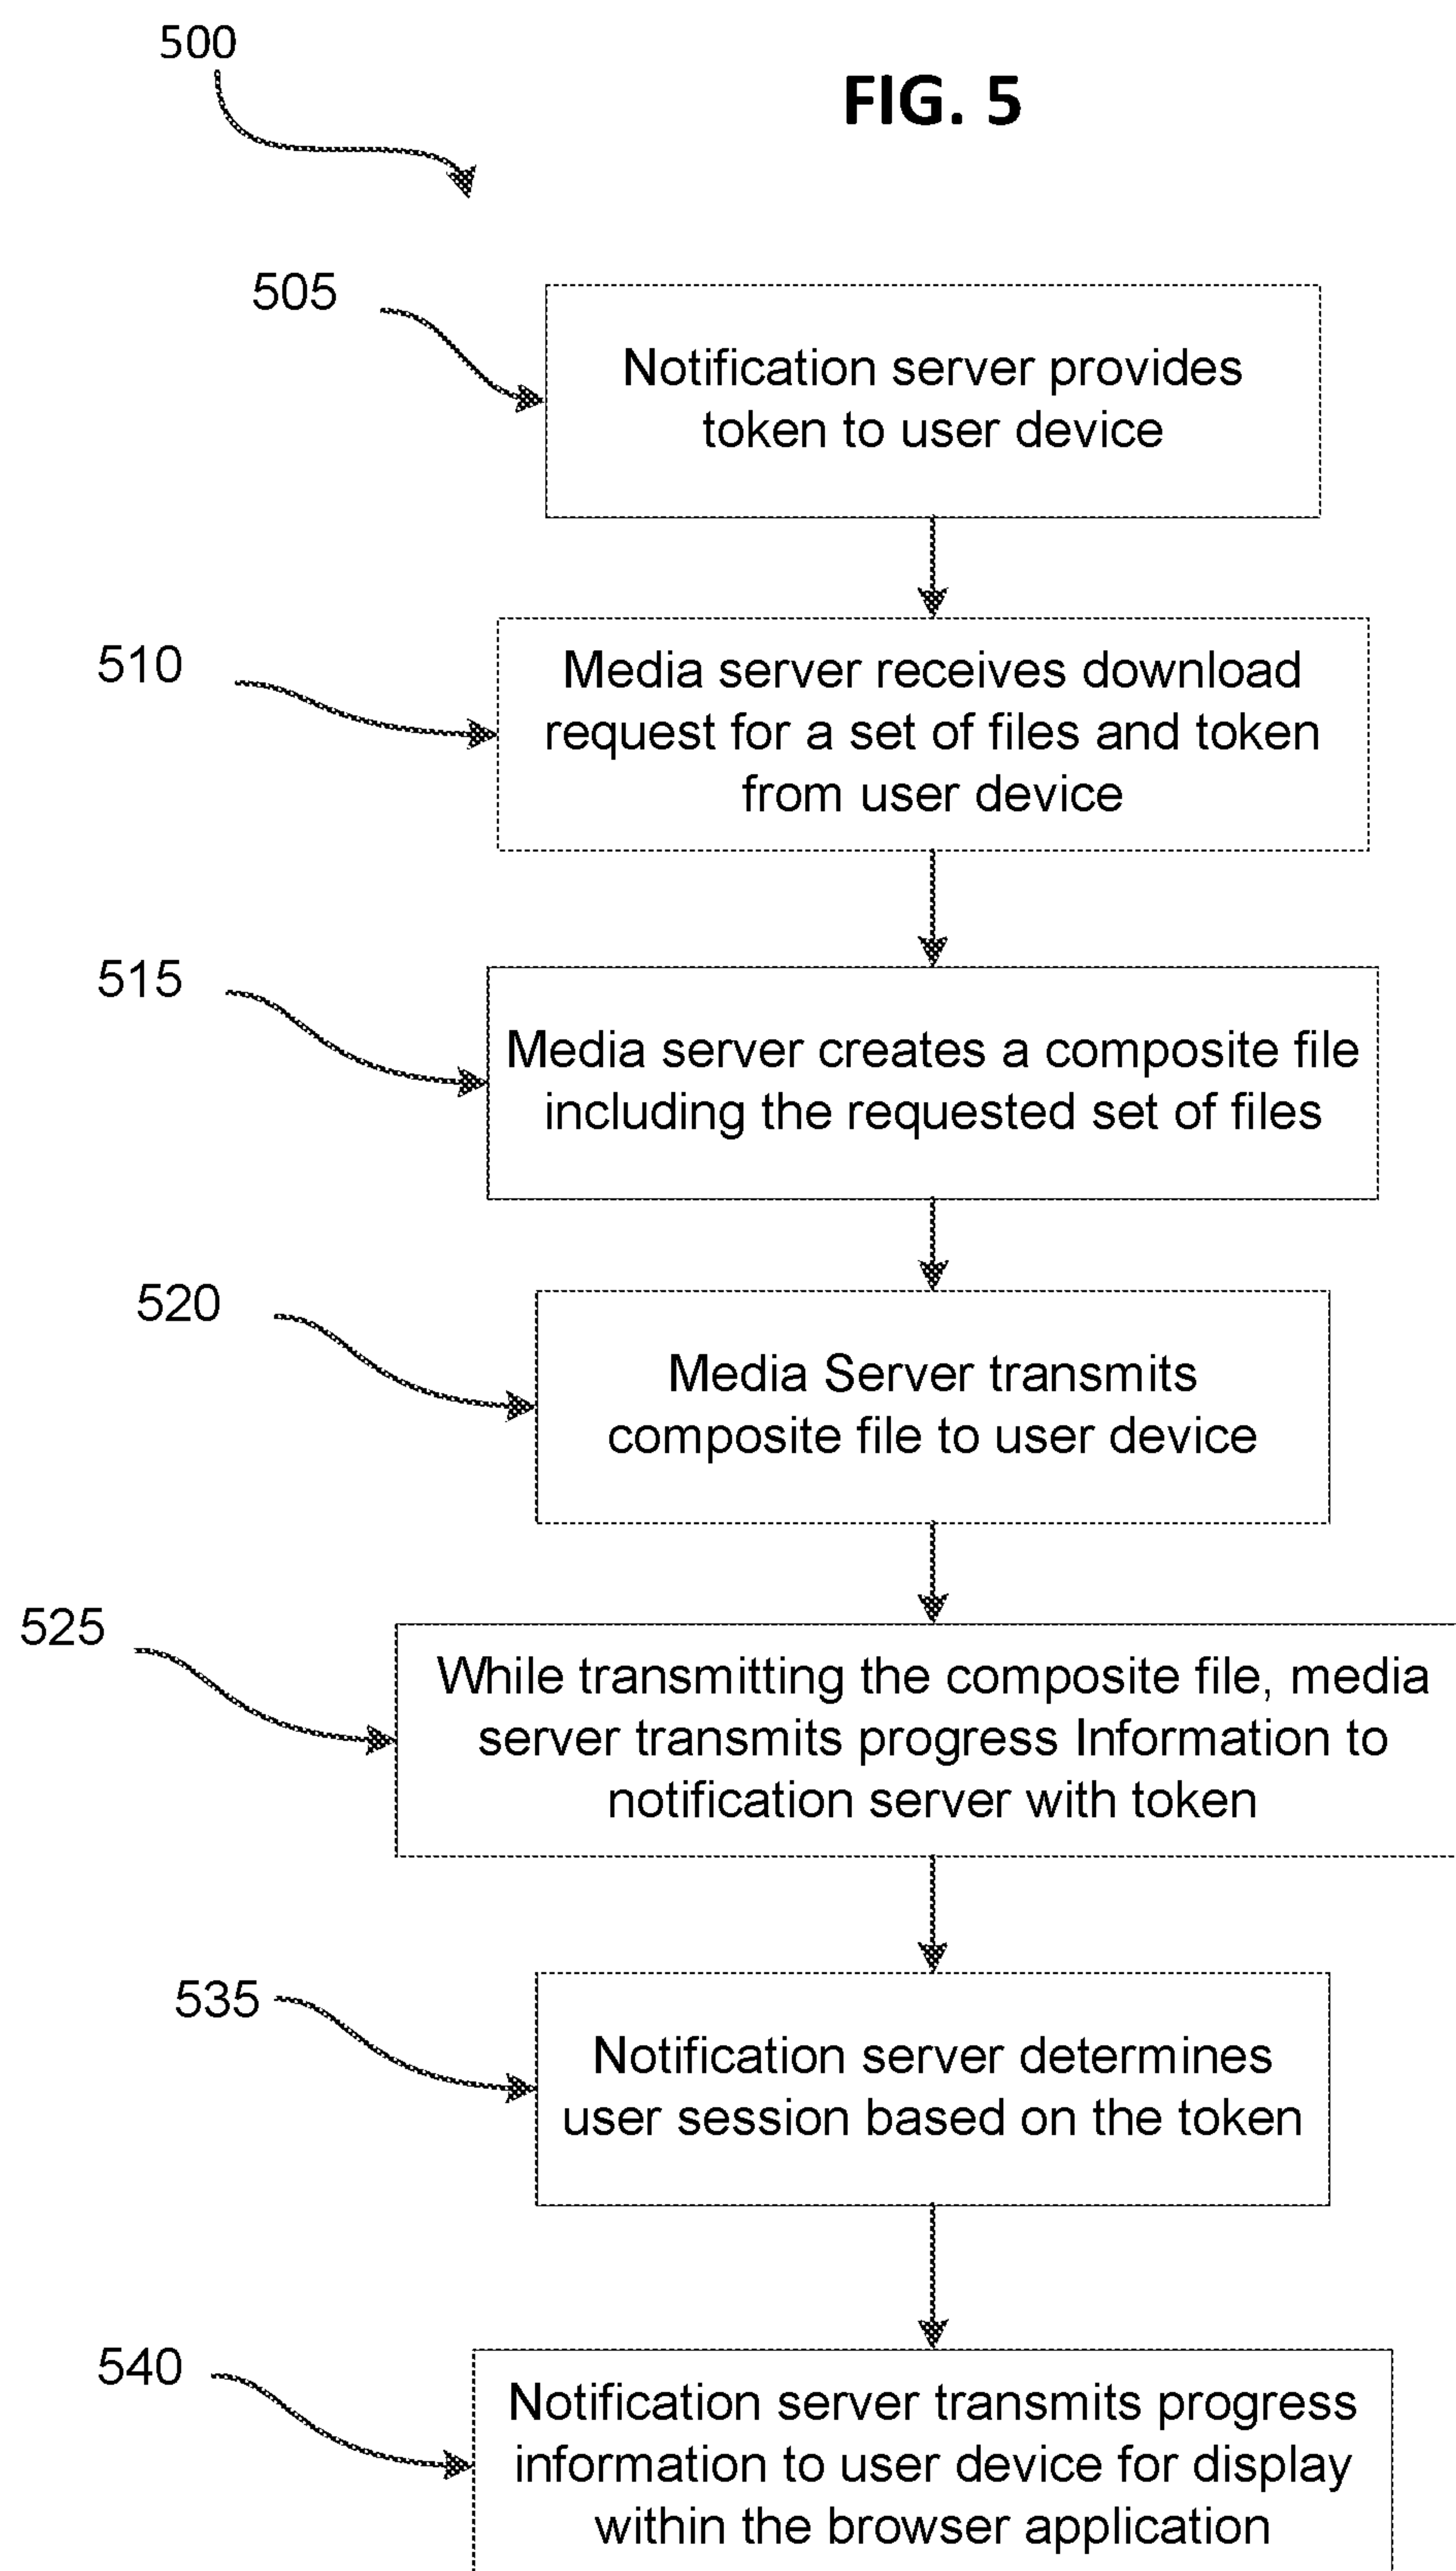 500
FIG. 5
505
Notification server provides
token to user device
510
Media server receives download
request for a set of files and token
from user device
515
Media server creates a composite file
including the requested set of files
520
Media Server transmits
composite file to user device
525
While transmitting the composite file, media
server transmits progress Information to
notification server with token
535
Notification server determines
user session based on the token
540
Notification server transmits progress
information to user device for display
within the browser application